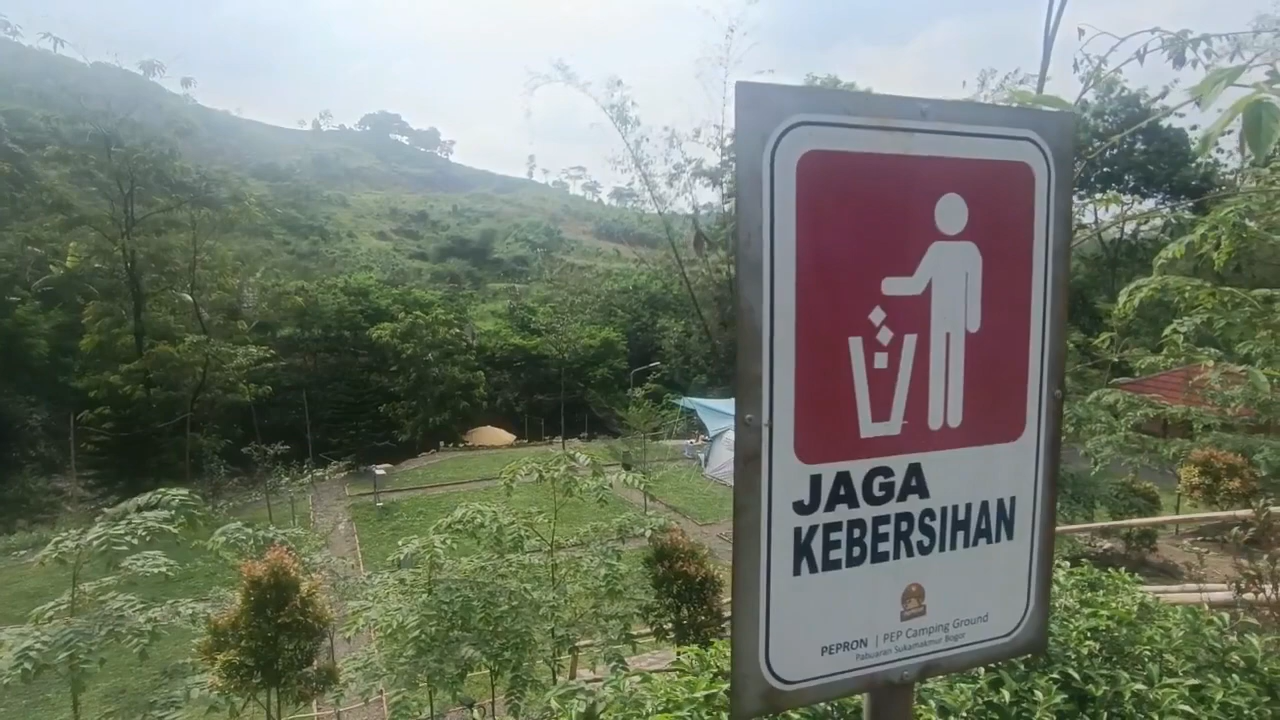 JAGA
KEBERSIHAN
PEPRON | PEP Camping Ground
Pabuaran Sukamakmur Bogor